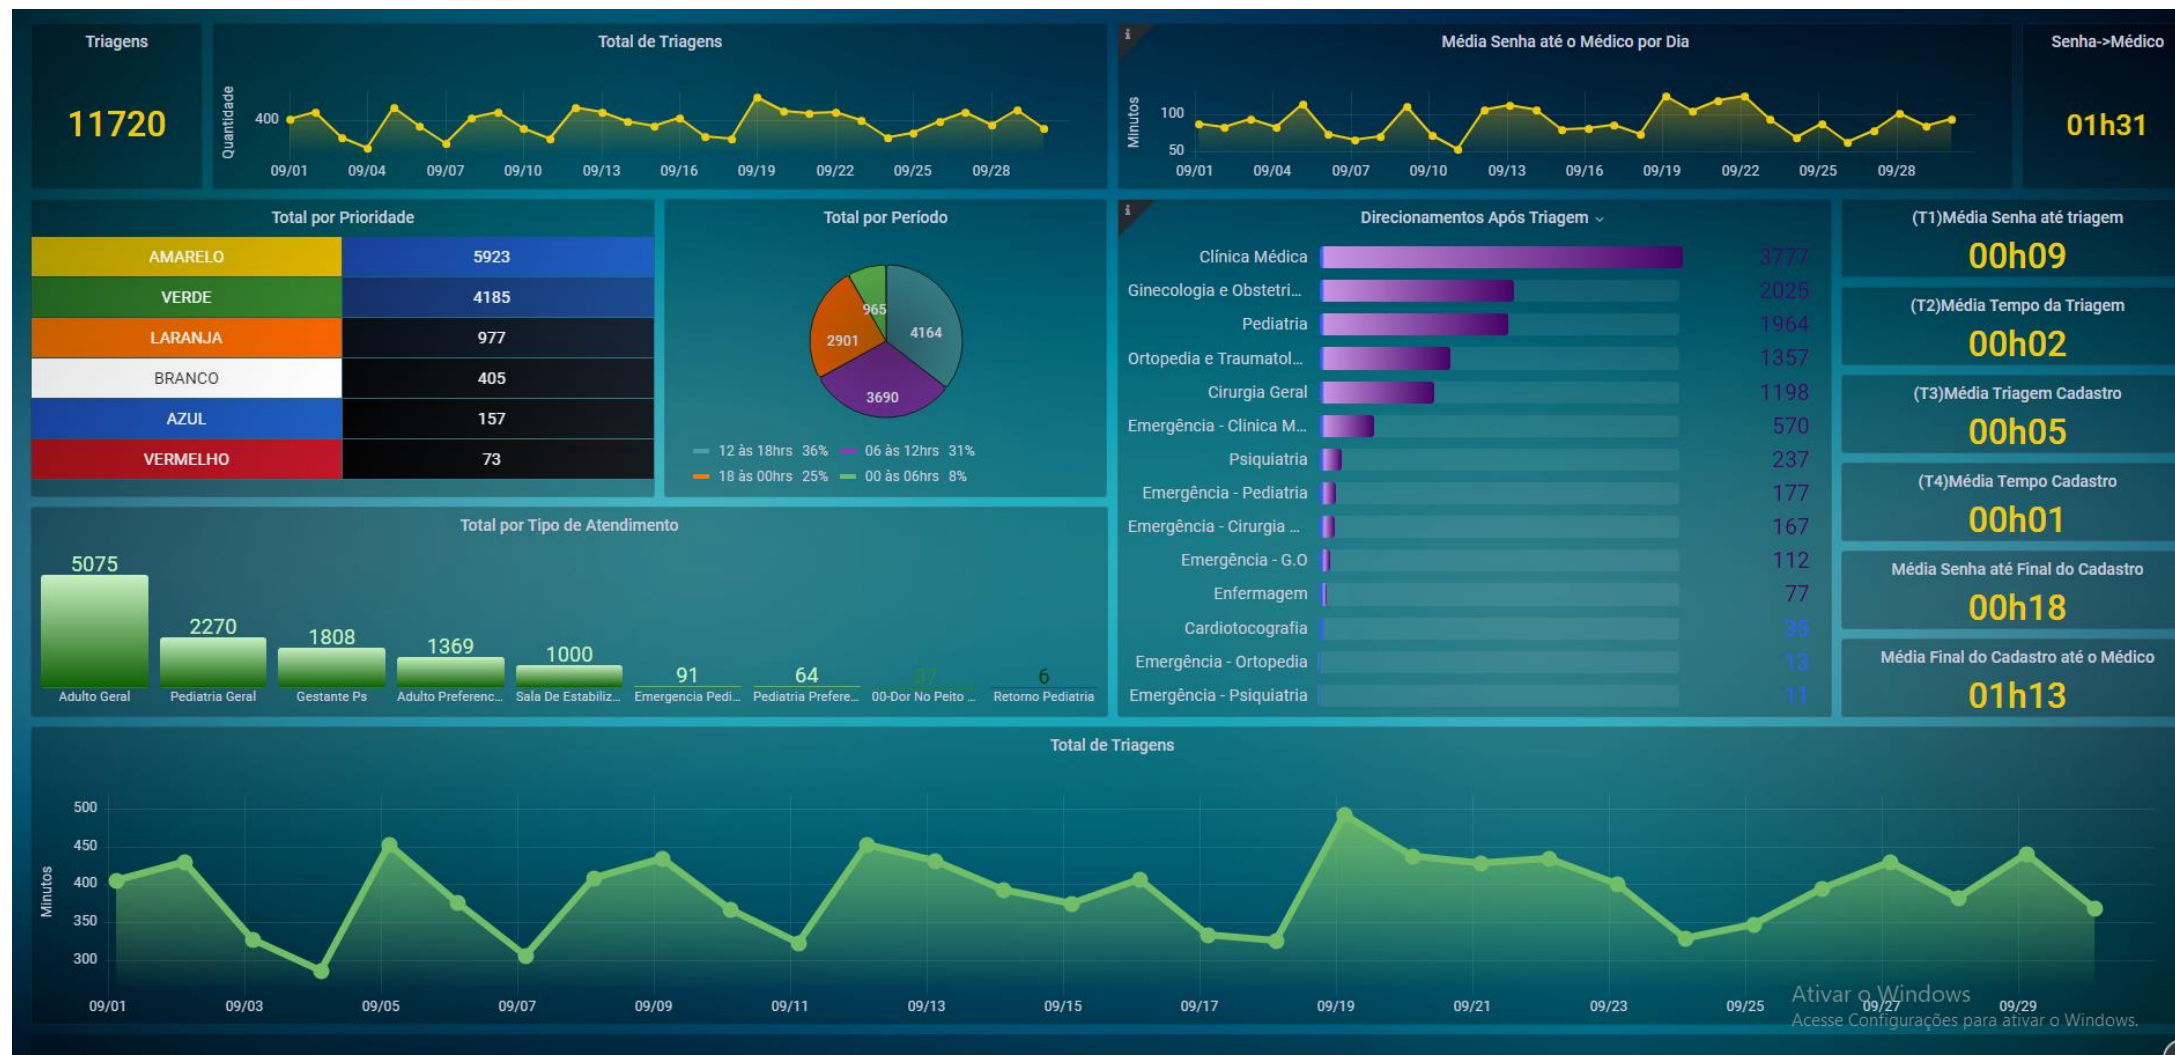 Triagens
11720
Total de Triagens
Quantidade
400
09/01 09/04 09/07 09/10 09/13 09/16 09/19 09/22 09/25 09/28
i
Média Senha até o Médico por Dia
Minutos
100
50
09/01 09/04 09/07 09/10 09/13 09/16 09/19 09/22 09/25 09/28
Senha->Médico
01h31
Total por Prioridade
AMARELO 5923
VERDE 4185
LARANJA 977
BRANCO 405
AZUL 157
VERMELHO 73
Total por Período
965
4164
2901
3690
12 às 18hrs 36% 06 às 12hrs 31%
18 às 00hrs 25% 00 às 06hrs 8%
i
Direcionamentos Após Triagem
Clínica Médica 3777
Ginecologia e Obstetri... 2025
Pediatria 1964
Ortopedia e Traumatol... 1357
Cirurgia Geral 1198
Emergência - Clinica M... 570
Psiquiatria 237
Emergência - Pediatria 177
Emergência - Cirurgia ... 167
Emergência - G.O 112
Enfermagem 77
Cardiotocografia 35
Emergência - Ortopedia 13
Emergência - Psiquiatria 11
(T1)Média Senha até triagem
00h09
(T2)Média Tempo da Triagem
00h02
(T3)Média Triagem Cadastro
00h05
(T4)Média Tempo Cadastro
00h01
Média Senha até Final do Cadastro
00h18
Média Final do Cadastro até o Médico
01h13
Total por Tipo de Atendimento
5075 2270 1808 1369 1000 91 64 37 6
Adulto Geral Pediatria Geral Gestante Ps Adulto Preferenc... Sala De Estabiliz... Emergencia Pedi... Pediatria Prefere... 00-Dor No Peito ... Retorno Pediatria
Total de Triagens
Minutos
500
450
400
350
300
09/01 09/03 09/05 09/07 09/09 09/11 09/13 09/15 09/17 09/19 09/21 09/23 09/25 09/27 09/29
Ativar o Windows
Acesse Configurações para ativar o Windows.